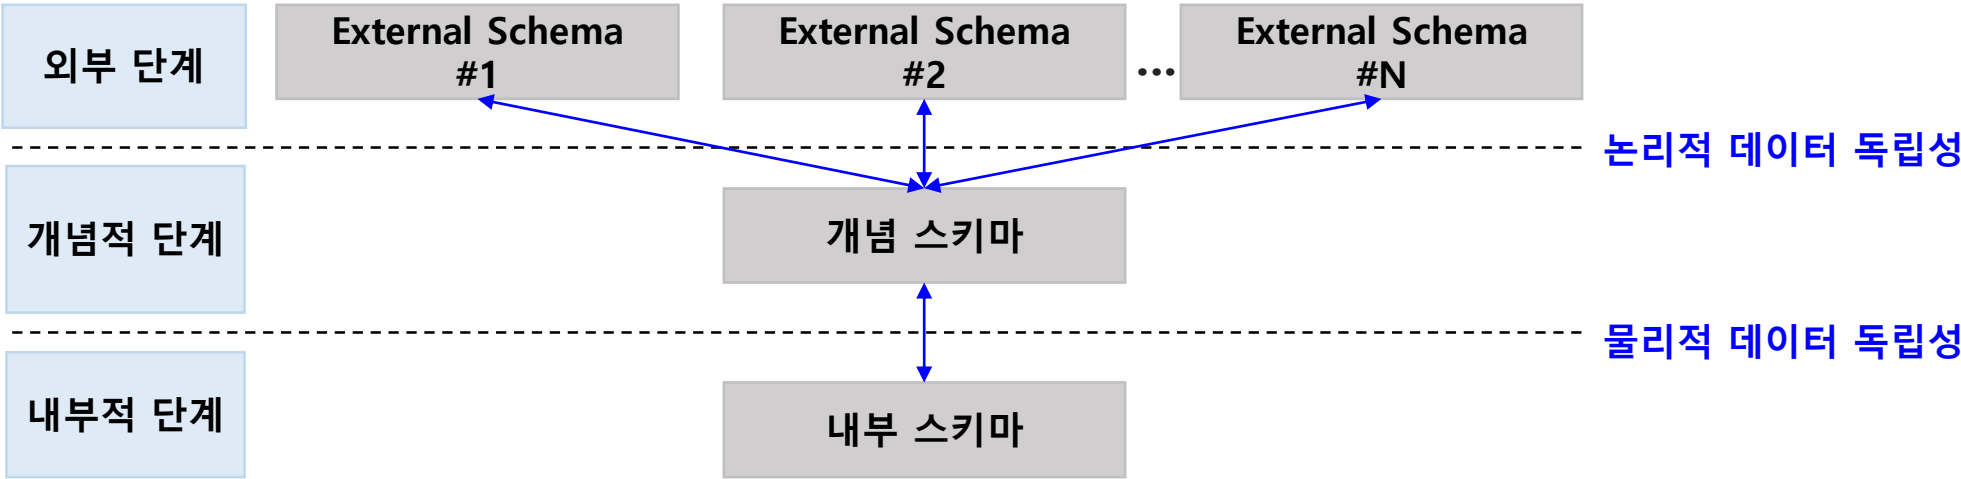 외부 단계
External Schema
#1
External Schema
#2
...
External Schema
#N
논리적 데이터 독립성
개념적 단계
개념 스키마
물리적 데이터 독립성
내부적 단계
내부 스키마